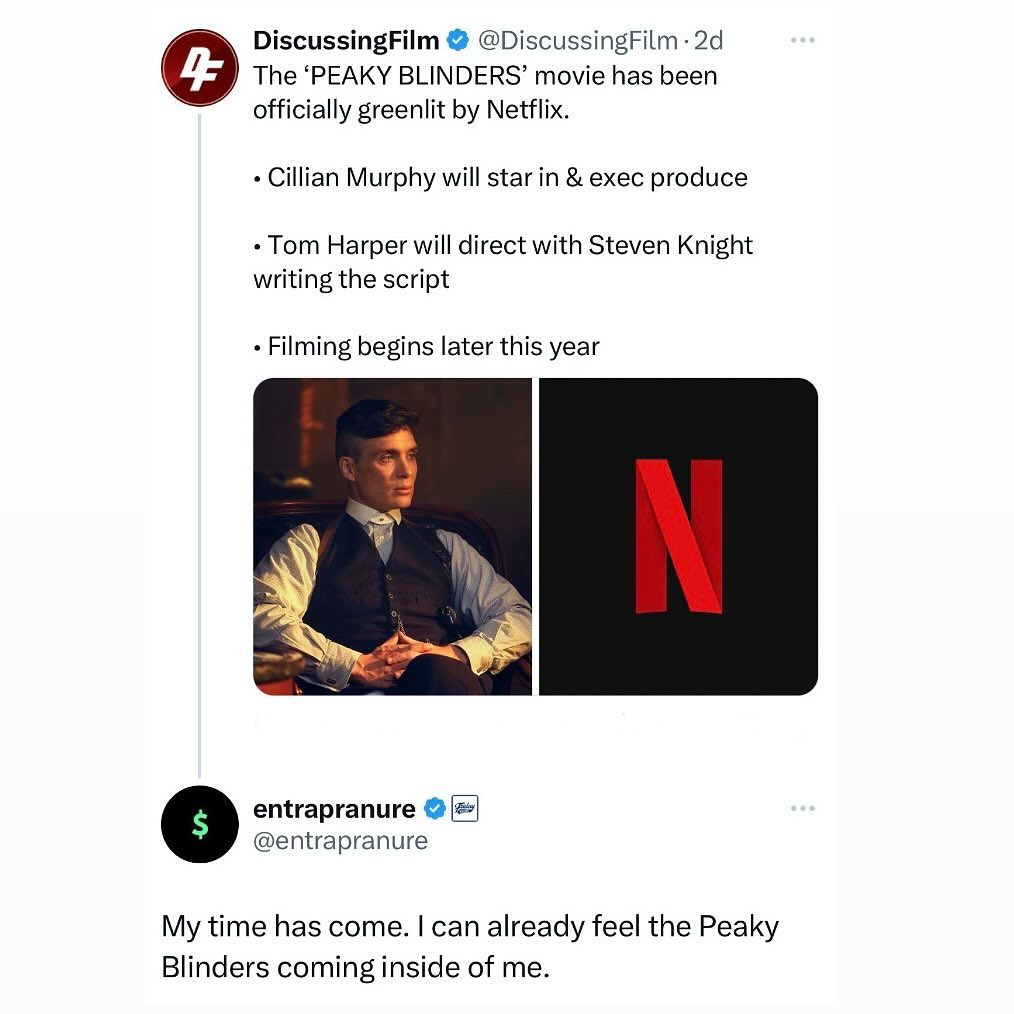 DiscussingFilm @DiscussingFilm · 2d
The ‘PEAKY BLINDERS’ movie has been
officially greenlit by Netflix.
• Cillian Murphy will star in & exec produce
• Tom Harper will direct with Steven Knight
writing the script
• Filming begins later this year
N
entrapranure
@entrapranure
My time has come. I can already feel the Peaky
Blinders coming inside of me.